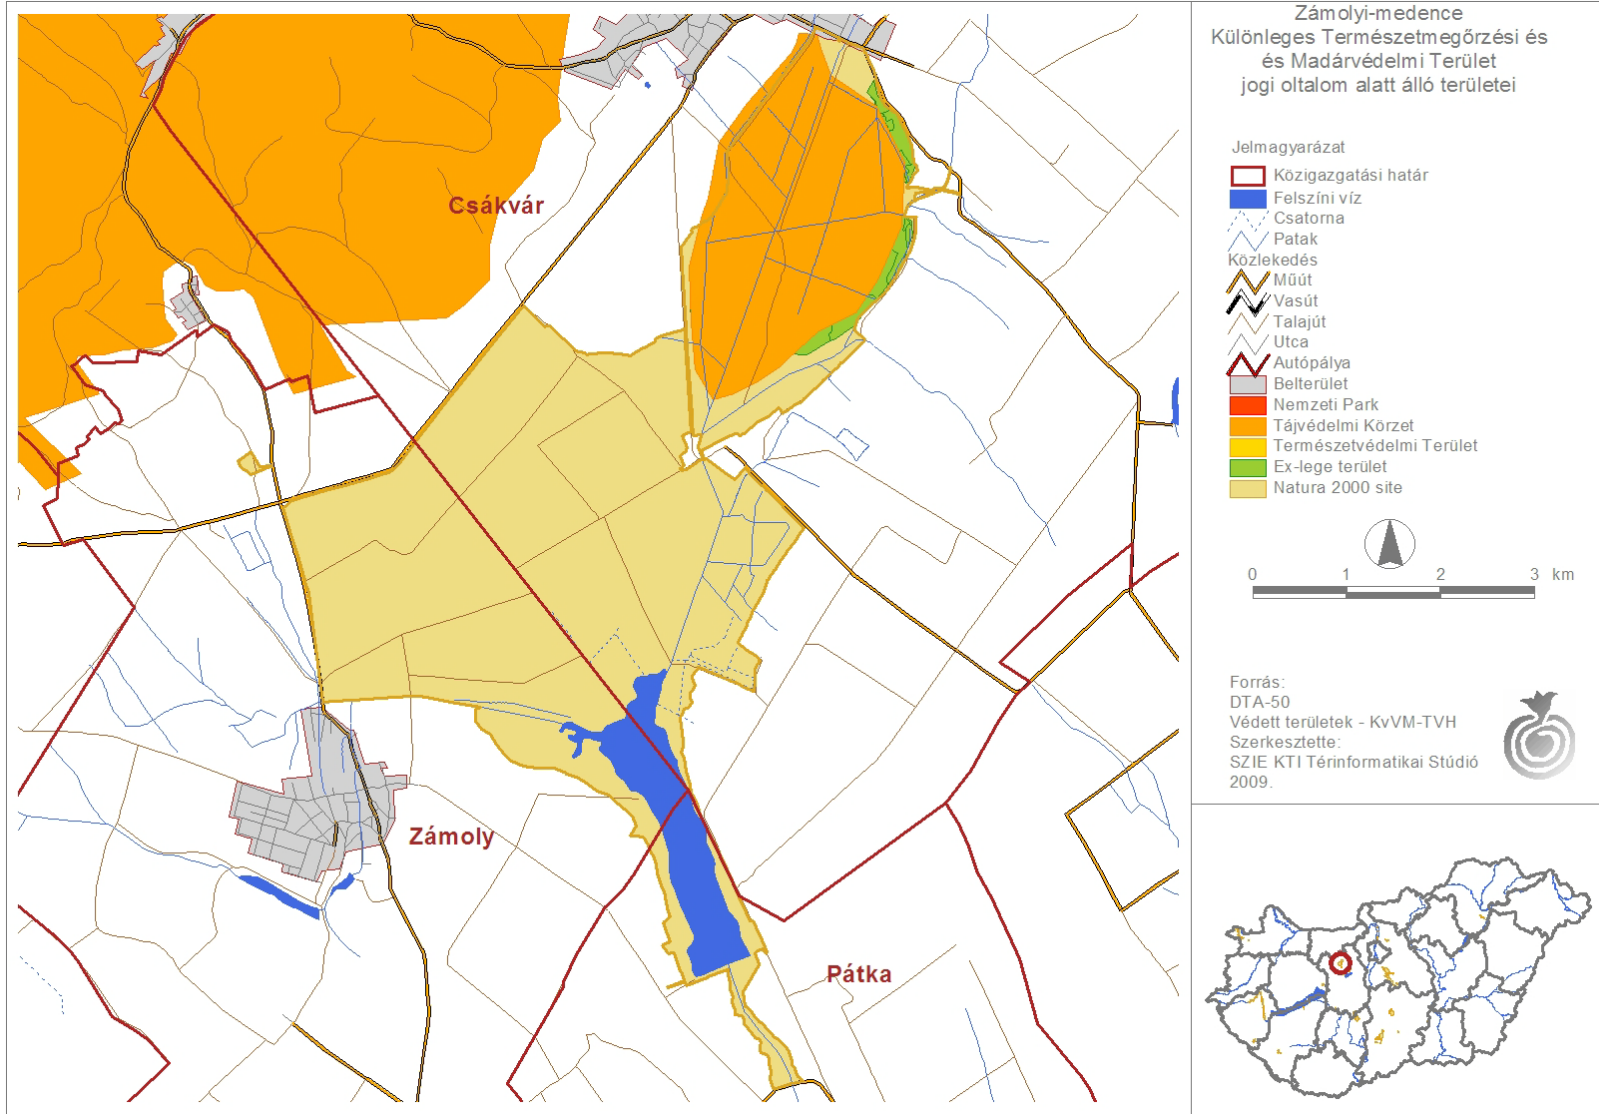 Zámolyi-medence
Különleges Természetmegőrzési és
és Madárvédelmi Terület
jogi oltalom alatt álló területei
Jelmagyarázat
Közigazgatási határ
Felszíni víz
Csatorna
Patak
Közlekedés
Műút
Vasút
Talajút
Utca
Autópálya
Belterület
Nemzeti Park
Tájvédelmi Körzet
Természetvédelmi Terület
Ex-lege terület
Natura 2000 site
0 1 2 3 km
Forrás:
DTA-50
Védett területek - KvVM-TVH
Szerkesztette:
SZIE KTI Térinformatikai Stúdió
2009.
Csákvár
Zámoly
Pátka